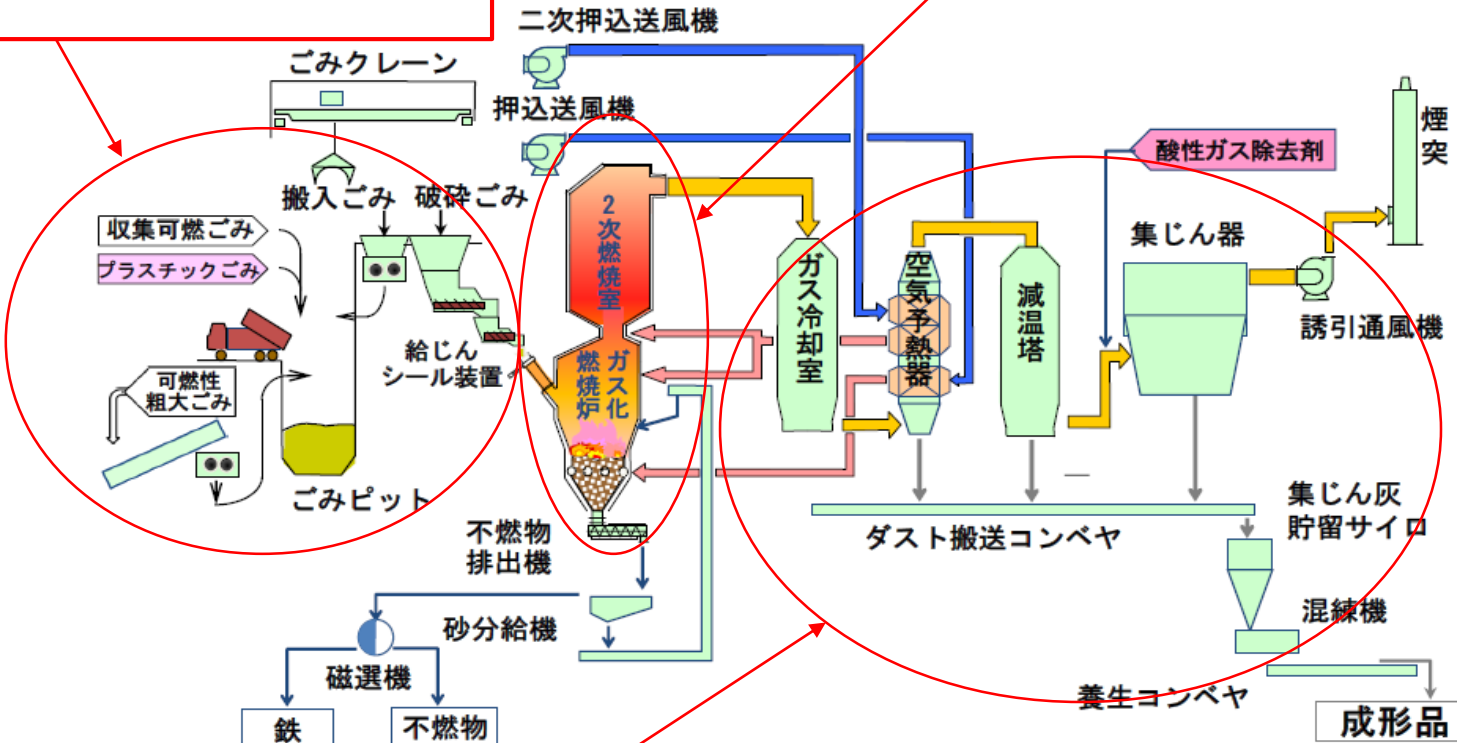 二次押込送風機
ごみクレーン
押込送風機
煙突
酸性ガス除去剤
搬入ごみ
破砕ごみ
収集可燃ごみ
プラスチックごみ
2次燃焼室
集じん器
ガス冷却室
空気予熱器
減温塔
誘引通風機
給じん
シール装置
ガス化
燃焼炉
可燃性
粗大ごみ
ごみピット
集じん灰
貯留サイロ
ダスト搬送コンベヤ
不燃物
排出機
混練機
砂分給機
磁選機
養生コンベヤ
鉄
不燃物
成形品